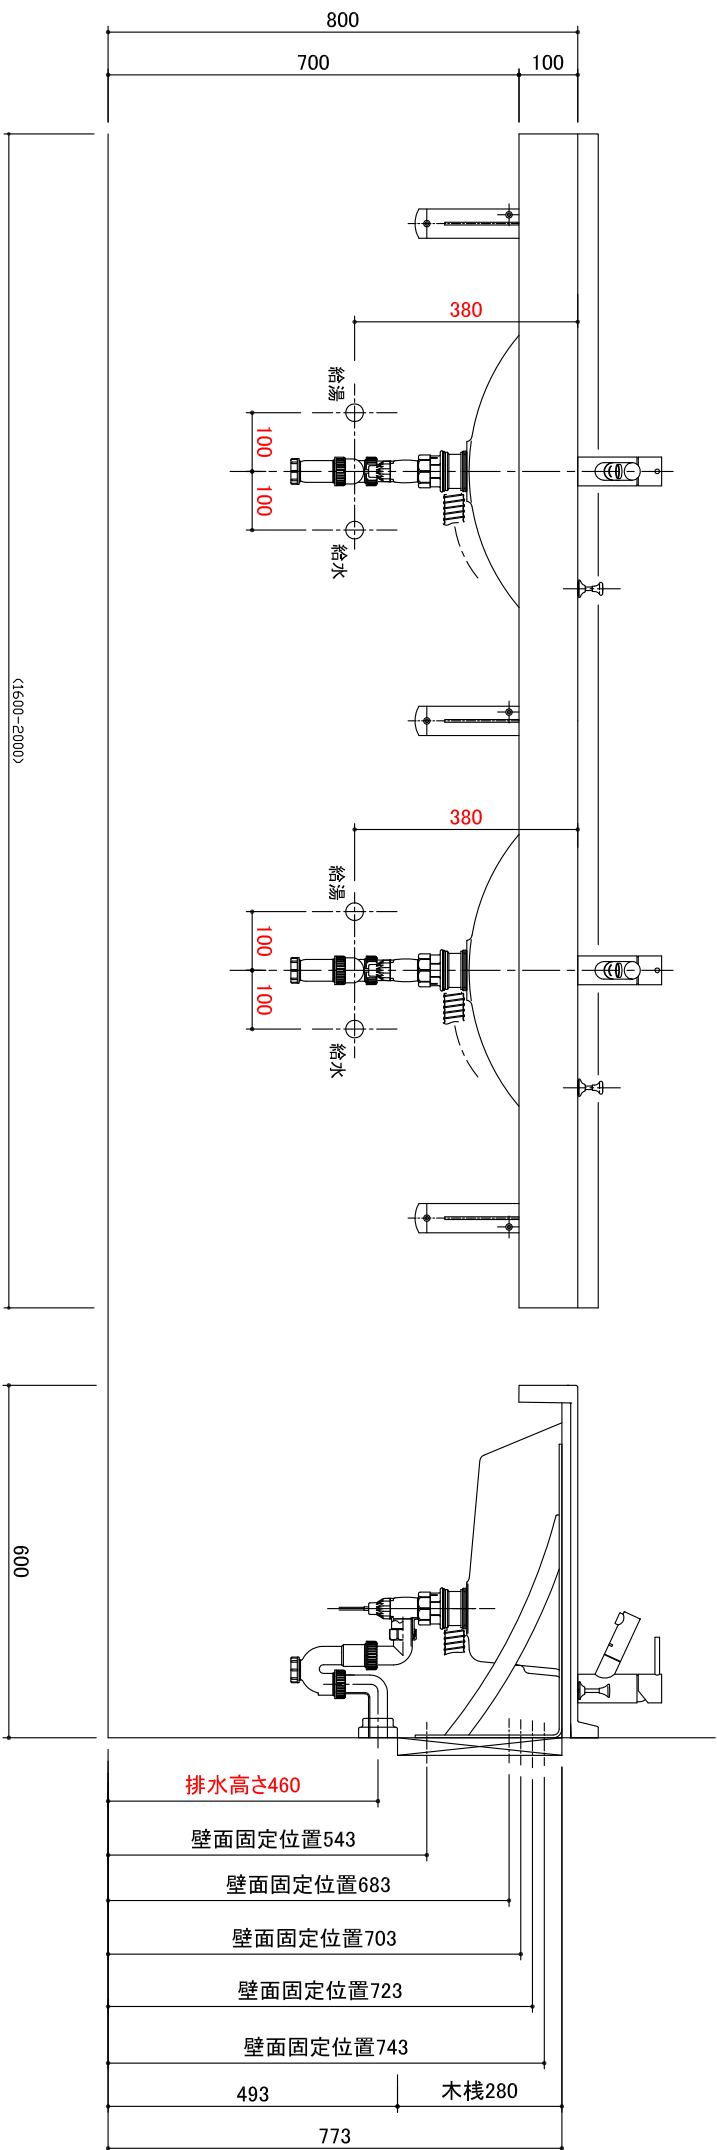 800
700
100
380
給湯
100
100
給水
(1600-2000)
380
給湯
100
100
給水
600
排水高さ460
壁面固定位置543
壁面固定位置683
壁面固定位置703
壁面固定位置723
壁面固定位置743
493
木桟280
773